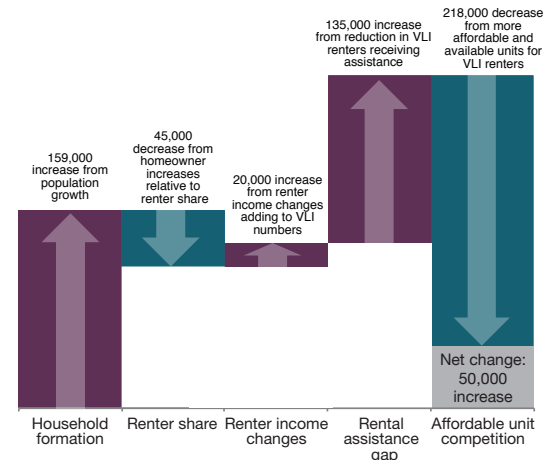 159,000
increase from
population
growth
45,000
decrease from
homeowner
increases
relative to
renter share
20,000 increase
from renter
income changes
adding to VLI
numbers
135,000 increase
from reduction in VLI
renters receiving
assistance
218,000 decrease
from more
affordable and
available units for
VLI renters
Net change:
50,000
increase
Household
formation
Renter share
Renter income
changes
Rental
assistance
gap
Affordable unit
competition